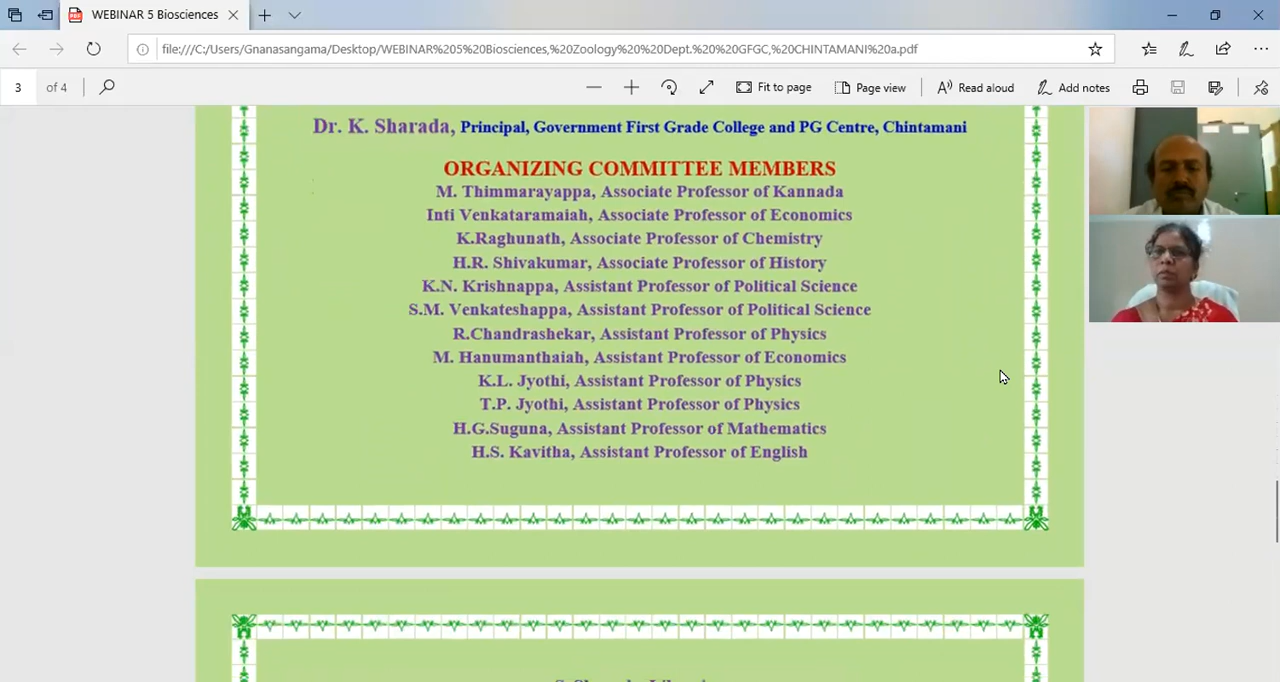 WEBINAR 5 Biosciences
file:///C:/Users/Gnanasangama/Desktop/WEBINAR%205%20Biosciences,%20Zoology%20%20Dept.%20%20GFGC,%20CHINTAMANI%20a.pdf
3 of 4
Fit to page
Page view
Read aloud
Add notes
Dr. K. Sharada, Principal, Government First Grade College and PG Centre, Chintamani
ORGANIZING COMMITTEE MEMBERS
M. Thimmarayappa, Associate Professor of Kannada
Inti Venkataramaiah, Associate Professor of Economics
K.Raghunath, Associate Professor of Chemistry
H.R. Shivakumar, Associate Professor of History
K.N. Krishnappa, Assistant Professor of Political Science
S.M. Venkateshappa, Assistant Professor of Political Science
R.Chandrashekar, Assistant Professor of Physics
M. Hanumanthaiah, Assistant Professor of Economics
K.L. Jyothi, Assistant Professor of Physics
T.P. Jyothi, Assistant Professor of Physics
H.G.Suguna, Assistant Professor of Mathematics
H.S. Kavitha, Assistant Professor of English